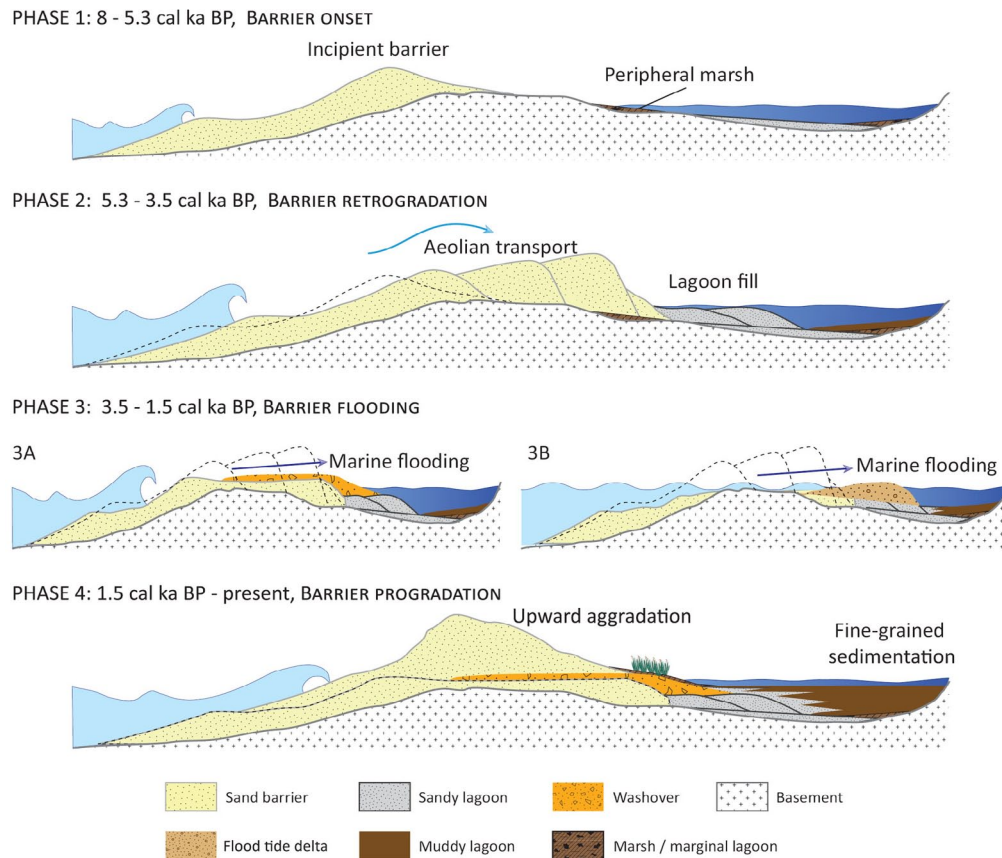 PHASE 1: 8 - 5.3 cal ka BP, BARRIER ONSET
Incipient barrier
Peripheral marsh
PHASE 2: 5.3 - 3.5 cal ka BP, BARRIER RETROGRADATION
Aeolian transport
Lagoon fill
PHASE 3: 3.5 - 1.5 cal ka BP, BARRIER FLOODING
3A
Marine flooding
3B
Marine flooding
PHASE 4: 1.5 cal ka BP - present, BARRIER PROGRADATION
Upward aggradation
Fine-grained
sedimentation
Sand barrier
Sandy lagoon
Washover
Basement
Flood tide delta
Muddy lagoon
Marsh / marginal lagoon